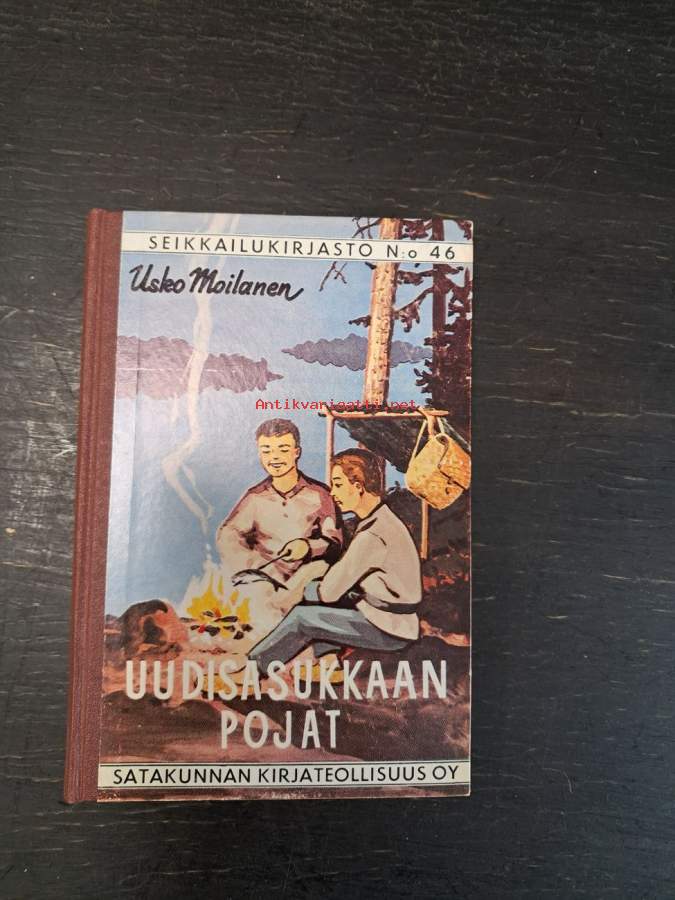 SEIKKAILUKIRJASTO N:o 46
Usko Moilanen
Antikvariaatti.net
UUDISASUKKAAN
POJAT
SATAKUNNAN KIRJATEOLLISUUS OY